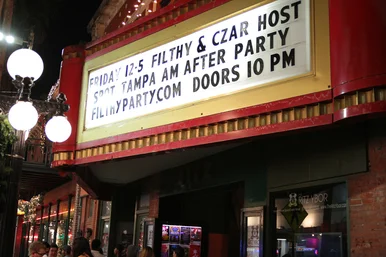 FRIDAY 12-5 FILTHY & CZAR HOST
SPOT TAMPA AM AFTER PARTY
FILTHYPARTY.COM DOORS 10 PM